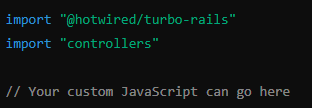 import "@hotwired/turbo-rails"
import "controllers"
// Your custom JavaScript can go here